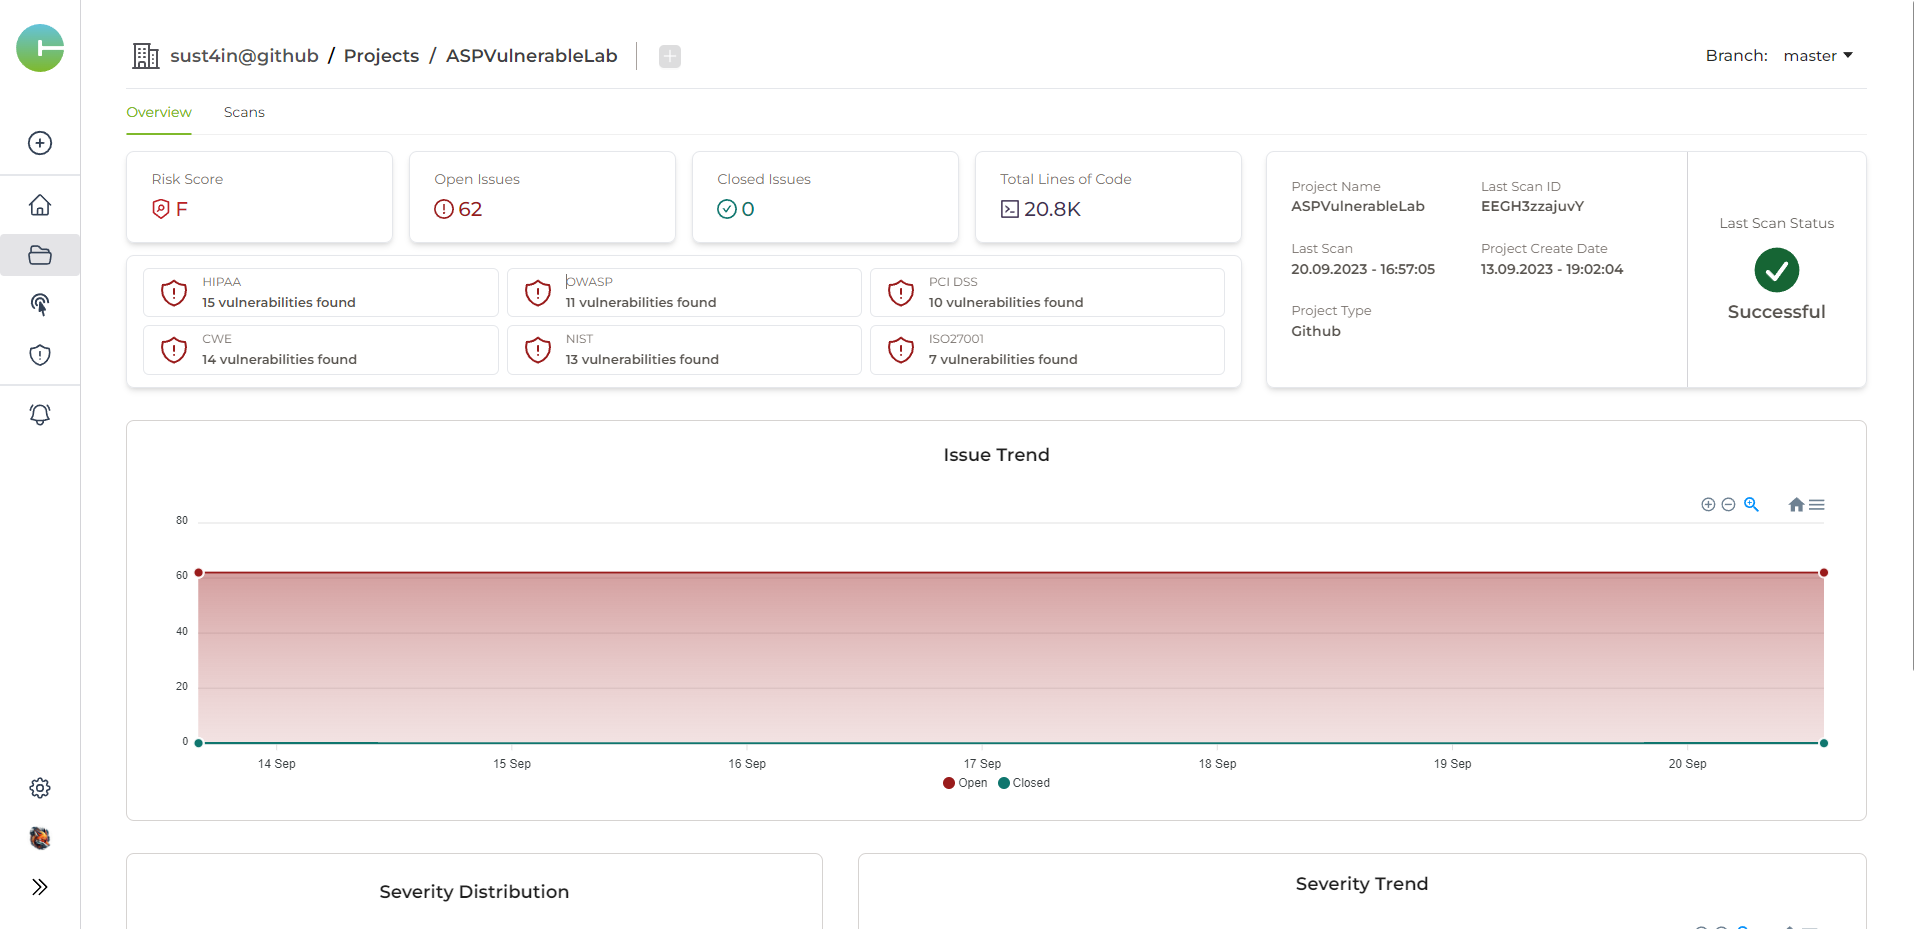 sust4in@github / Projects / ASPVulnerableLab
Branch: master
Overview Scans
Risk Score
F
Open Issues
62
Closed Issues
0
Total Lines of Code
20.8K
HIPAA
15 vulnerabilities found
OWASP
11 vulnerabilities found
PCI DSS
10 vulnerabilities found
CWE
14 vulnerabilities found
NIST
13 vulnerabilities found
ISO27001
7 vulnerabilities found
Project Name
ASPVulnerableLab
Last Scan ID
EEGH3zzajuvY
Last Scan
20.09.2023 - 16:57:05
Project Create Date
13.09.2023 - 19:02:04
Project Type
Github
Last Scan Status
Successful
Issue Trend
80
60
40
20
0
14 Sep 15 Sep 16 Sep 17 Sep 18 Sep 19 Sep 20 Sep
Open Closed
Severity Distribution
Severity Trend